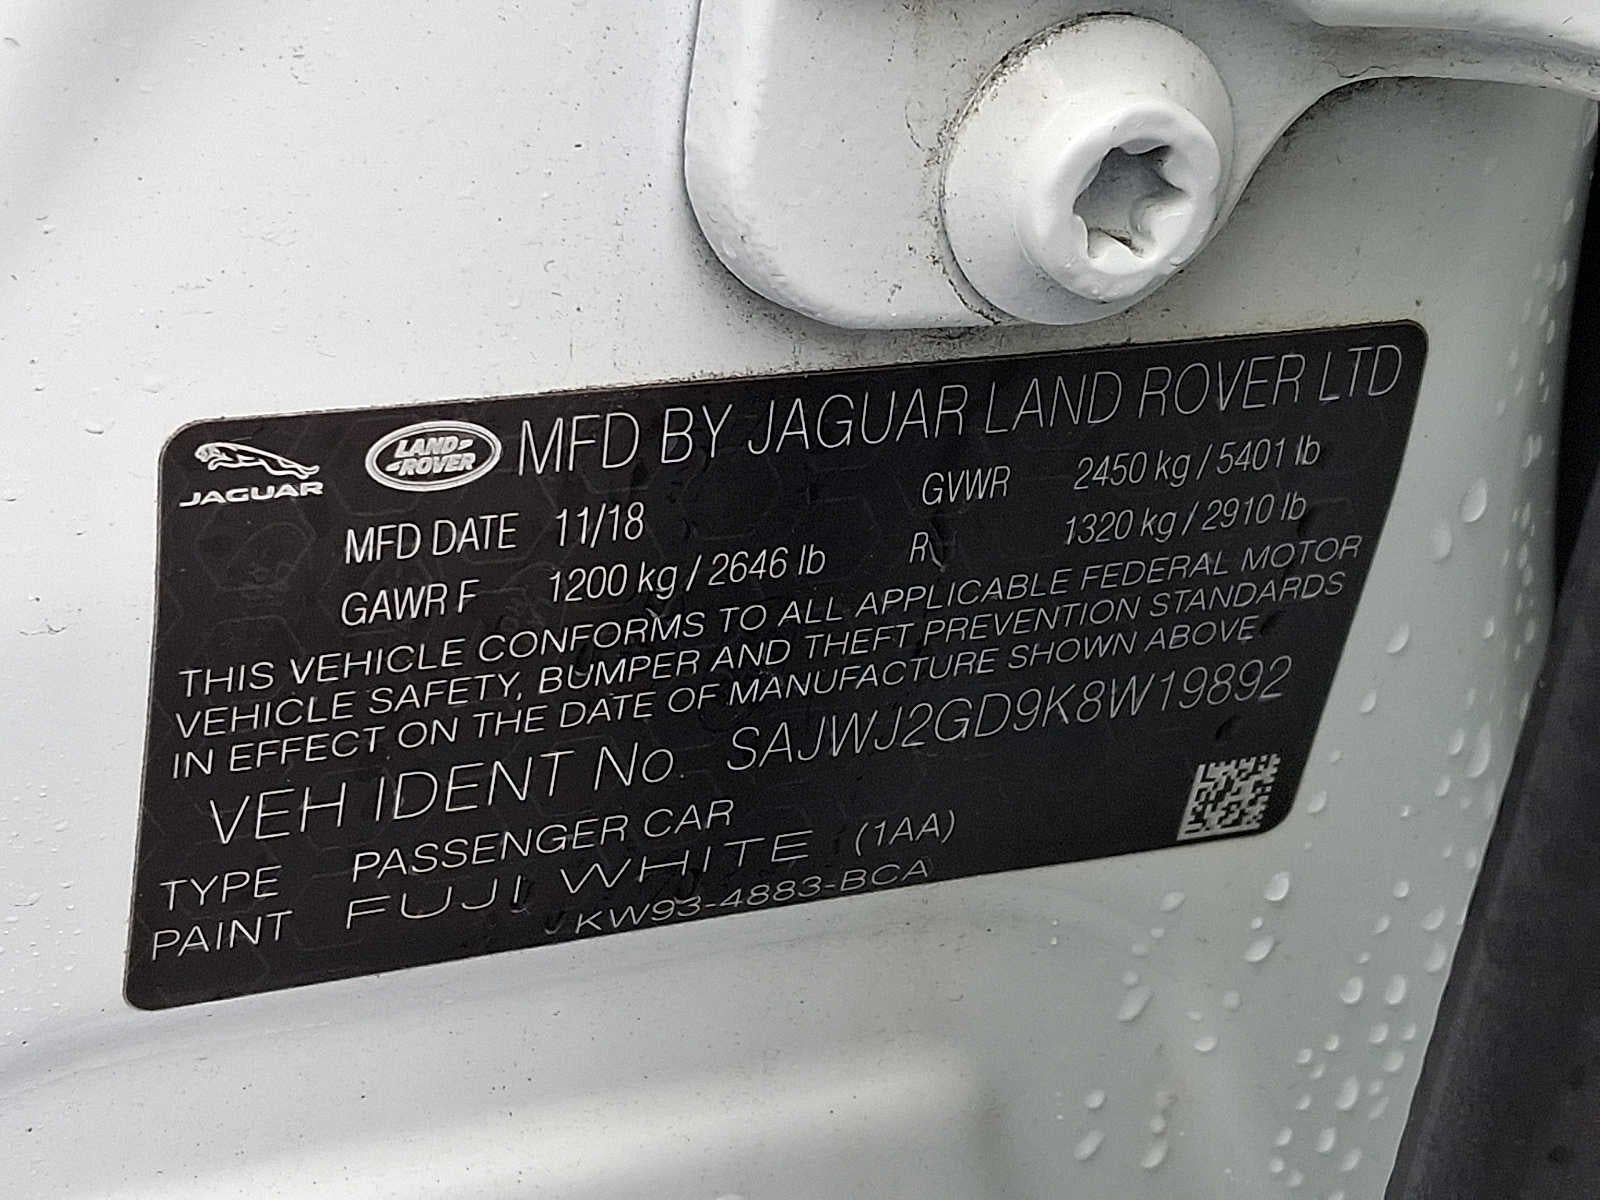 JAGUAR LAND ROVER MFD BY JAGUAR LAND ROVER LTD
MFD DATE 11/18 GVWR 2450 kg / 5401 lb
GAWR F 1200 kg / 2646 lb R 1320 kg / 2910 lb
THIS VEHICLE CONFORMS TO ALL APPLICABLE FEDERAL MOTOR
VEHICLE SAFETY, BUMPER AND THEFT PREVENTION STANDARDS
IN EFFECT ON THE DATE OF MANUFACTURE SHOWN ABOVE
VEH IDENT No. SAJWJ2GD9K8W19892
TYPE PASSENGER CAR
PAINT FUJI WHITE (1AA)
KW93-4883-BCA